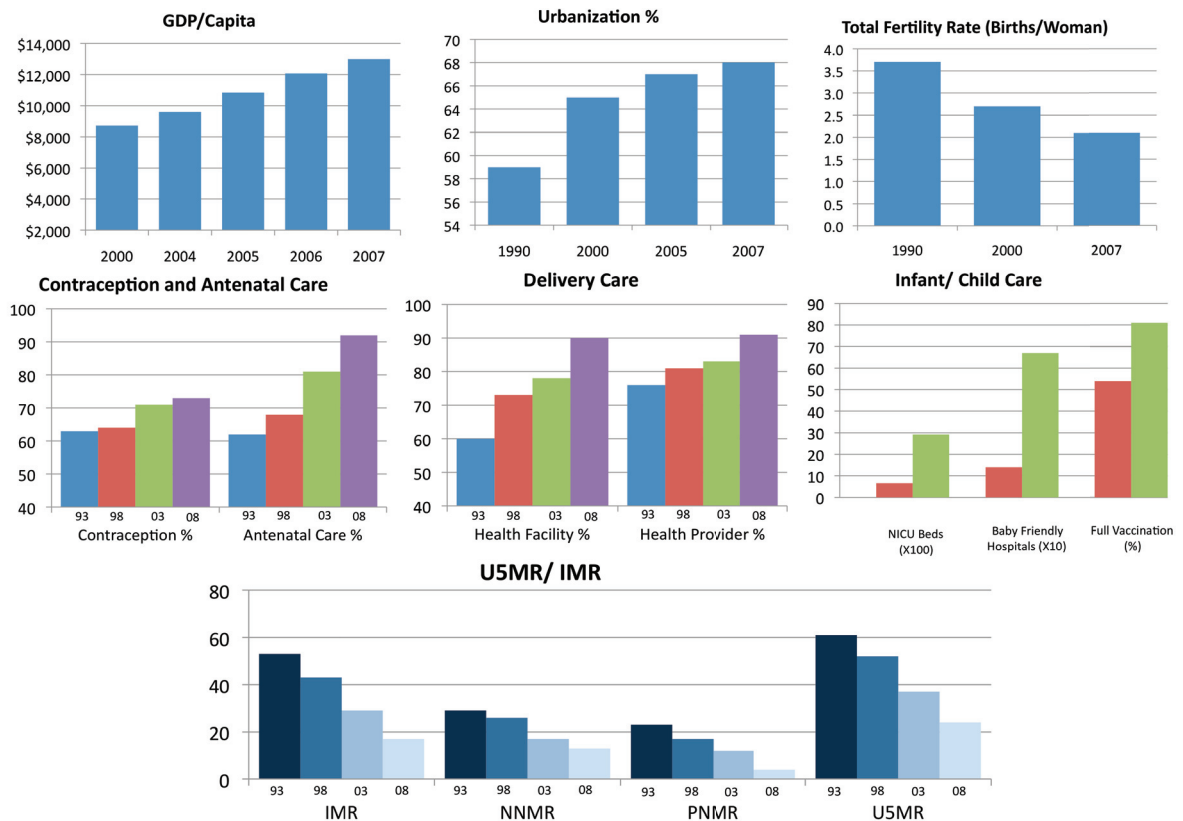 GDP/Capita
$14,000
$12,000
$10,000
$8,000
$6,000
$4,000
$2,000
2000 2004 2005 2006 2007
Urbanization %
70
68
66
64
62
60
58
56
54
1990 2000 2005 2007
Total Fertility Rate (Births/Woman)
4.0
3.5
3.0
2.5
2.0
1.5
1.0
0.5
0.0
1990 2000 2007
Contraception and Antenatal Care
100
90
80
70
60
50
40
93 98 03 08 93 98 03 08
Contraception % Antenatal Care %
Delivery Care
100
90
80
70
60
50
40
93 98 03 08 93 98 03 08
Health Facility % Health Provider %
Infant/ Child Care
90
80
70
60
50
40
30
20
10
0
NICU Beds
(X100)
Baby Friendly
Hospitals (X10)
Full Vaccination
(%)
U5MR/ IMR
80
60
40
20
0
93 98 03 08 93 98 03 08 93 98 03 08 93 98 03 08
IMR NNMR PNMR U5MR